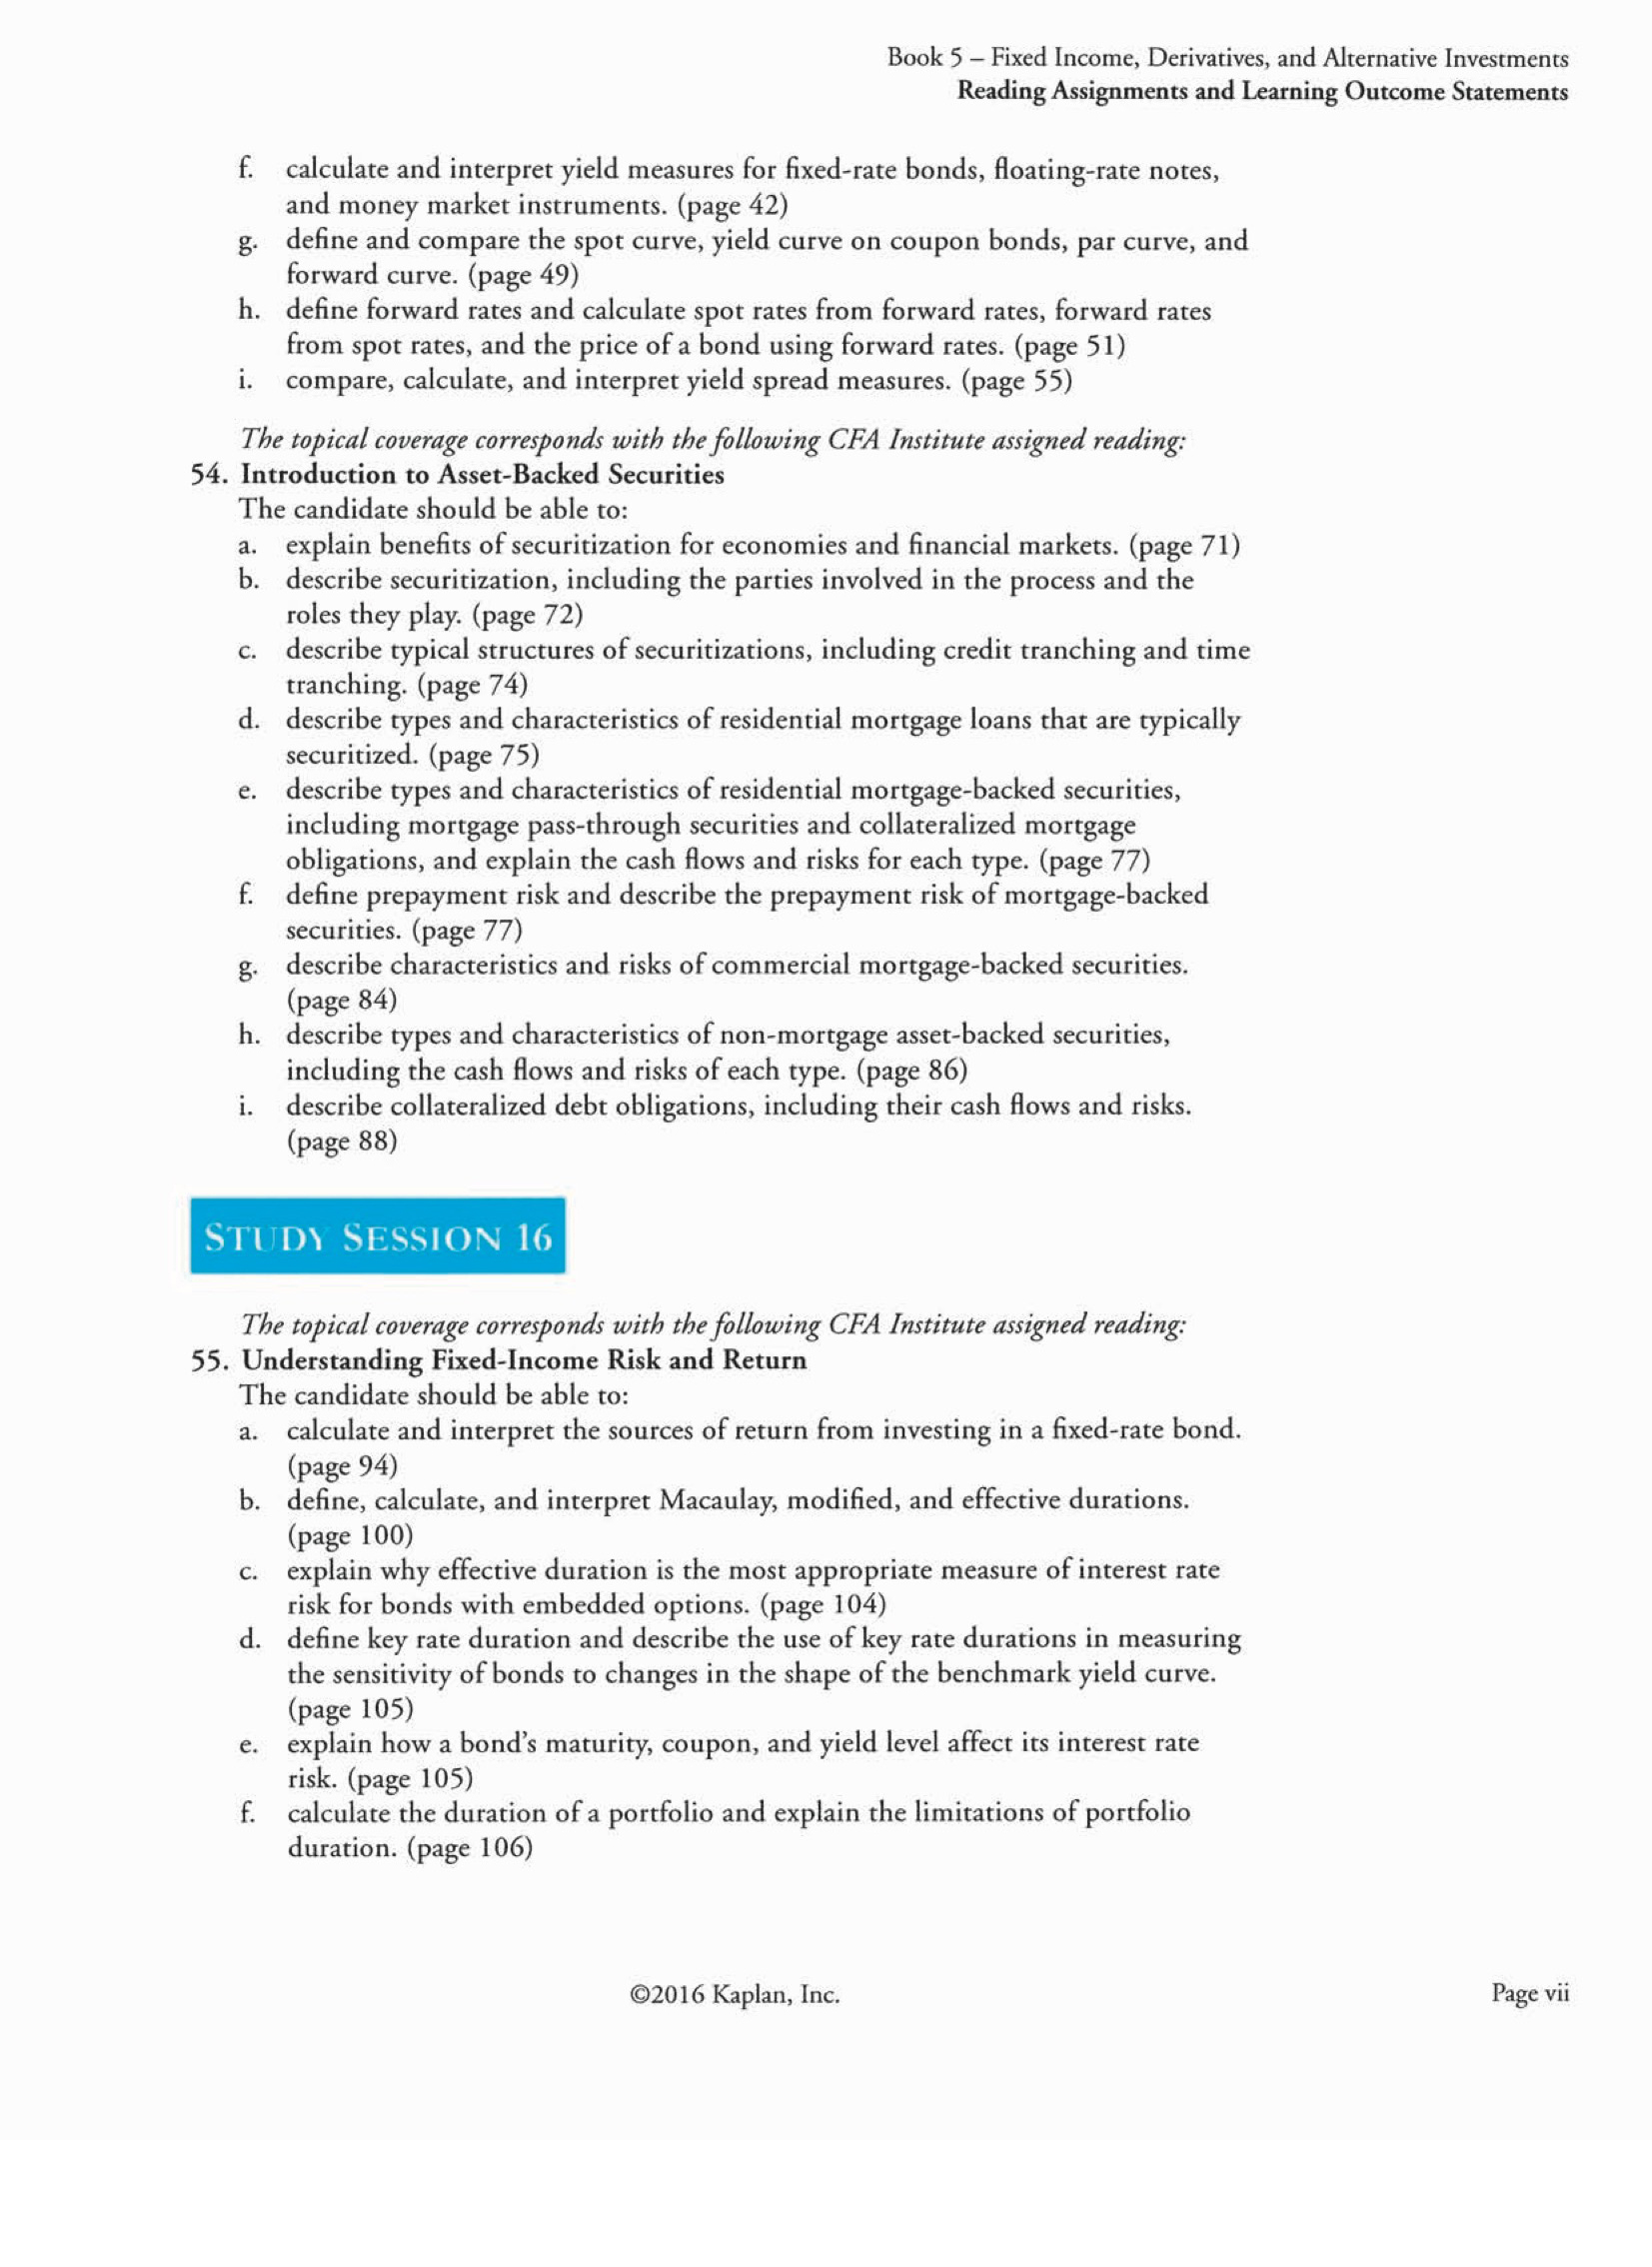 Book 5 – Fixed Income, Derivatives, and Alternative Investments
Reading Assignments and Learning Outcome Statements
f. calculate and interpret yield measures for fixed-rate bonds, floating-rate notes,
and money market instruments. (page 42)
g. define and compare the spot curve, yield curve on coupon bonds, par curve, and
forward curve. (page 49)
h. define forward rates and calculate spot rates from forward rates, forward rates
from spot rates, and the price of a bond using forward rates. (page 51)
i. compare, calculate, and interpret yield spread measures. (page 55)
The topical coverage corresponds with the following CFA Institute assigned reading:
54. Introduction to Asset-Backed Securities
The candidate should be able to:
a. explain benefits of securitization for economies and financial markets. (page 71)
b. describe securitization, including the parties involved in the process and the
roles they play. (page 72)
c. describe typical structures of securitizations, including credit tranching and time
tranching. (page 74)
d. describe types and characteristics of residential mortgage loans that are typically
securitized. (page 75)
e. describe types and characteristics of residential mortgage-backed securities,
including mortgage pass-through securities and collateralized mortgage
obligations, and explain the cash flows and risks for each type. (page 77)
f. define prepayment risk and describe the prepayment risk of mortgage-backed
securities. (page 77)
g. describe characteristics and risks of commercial mortgage-backed securities.
(page 84)
h. describe types and characteristics of non-mortgage asset-backed securities,
including the cash flows and risks of each type. (page 86)
i. describe collateralized debt obligations, including their cash flows and risks.
(page 88)
STUDY SESSION 16
The topical coverage corresponds with the following CFA Institute assigned reading:
55. Understanding Fixed-Income Risk and Return
The candidate should be able to:
a. calculate and interpret the sources of return from investing in a fixed-rate bond.
(page 94)
b. define, calculate, and interpret Macaulay, modified, and effective durations.
(page 100)
c. explain why effective duration is the most appropriate measure of interest rate
risk for bonds with embedded options. (page 104)
d. define key rate duration and describe the use of key rate durations in measuring
the sensitivity of bonds to changes in the shape of the benchmark yield curve.
(page 105)
e. explain how a bond's maturity, coupon, and yield level affect its interest rate
risk. (page 105)
f. calculate the duration of a portfolio and explain the limitations of portfolio
duration. (page 106)
©2016 Kaplan, Inc.
Page vii